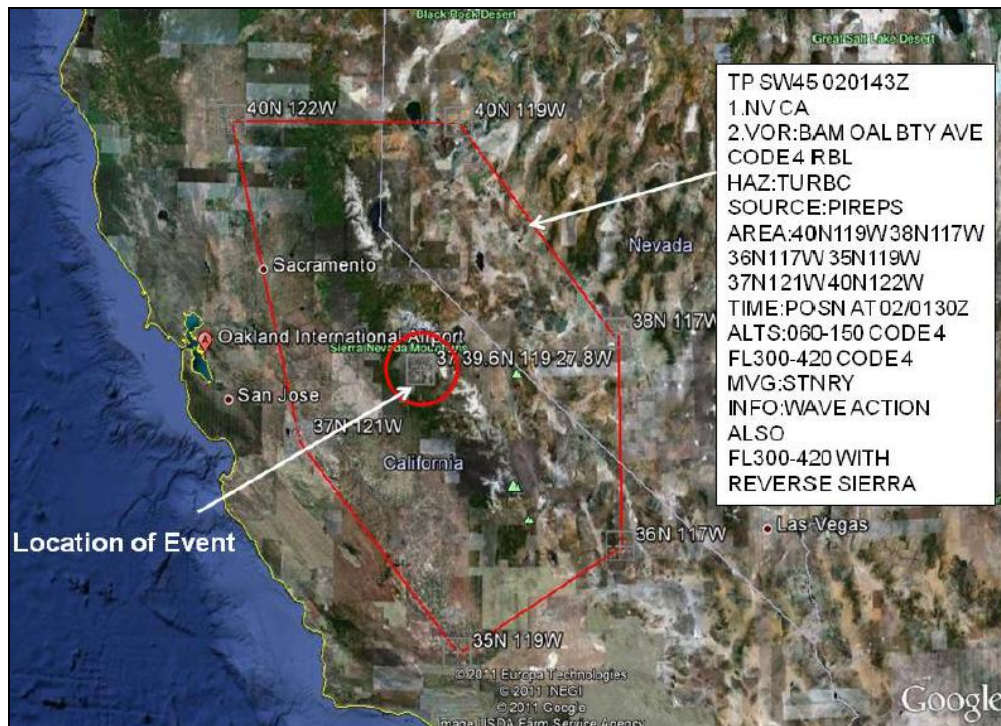 Black Rock Desert
Great Salt Lake Desert
40N 122W
40N 119W
TP SW45 020143Z
1.NV CA
2.VOR:BAM OAL BTY AVE
CODE 4 RBL
HAZ:TURBC
SOURCE:PIREPS
AREA:40N119W 38N117W
36N117W 35N119W
37N121W 40N122W
TIME:POSN AT 02/0130Z
ALTS:060-150 CODE 4
FL300-420 CODE 4
MVG:STNRY
INFO:WAVE ACTION
ALSO
FL300-420 WITH
REVERSE SIERRA
Nevada
Sacramento
38N 117W
A
Oakland International Airport
Sierra Nevada Mountains
37 39.6N 119 27.8W
San Jose
37N 121W
California
Location of Event
Las Vegas
36N 117W
35N 119W
© 2011 Europa Technologies
© 2011 INEGI
© 2011 Google
Image USDA Farm Service Agency
Google